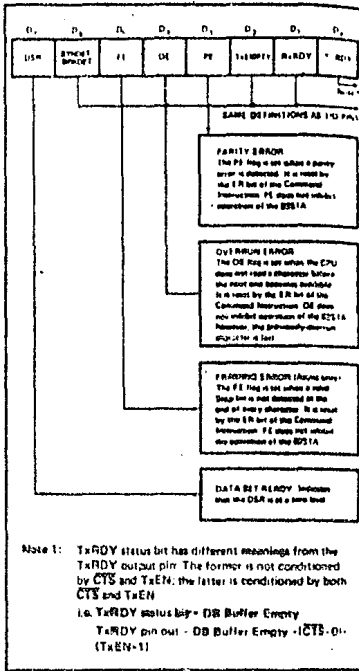 D7 D6 D5 D4 D3 D2 D1 D0
DSR SYNDET BRKDET FE OE PE TxEMPTY RxRDY TxRDY
Note 1
SAME DEFINITIONS AS I/O PINS
PARITY ERROR
The PE flag is set when a parity
error is detected. It is reset by
the ER bit of the Command
Instruction. PE does not inhibit
operation of the 8251A.
OVERRUN ERROR
The OE flag is set when the CPU
does not read a character before
the next one becomes available.
It is reset by the ER bit of the
Command Instruction. OE does
not inhibit operation of the 8251A
however, the previously overrun
character is lost.
FRAMING ERROR (Async only)
The FE flag is set when a valid
Stop bit is not detected at the
end of every character. It is reset
by the ER bit of the Command
Instruction. FE does not inhibit
the operation of the 8251A.
DATA SET READY: Indicates
that the DSR is at a zero level.
Note 1: TxRDY status bit has different meanings from the
TxRDY output pin. The former is not conditioned
by CTS and TxEN; the latter is conditioned by both
CTS and TxEN.
i.e. TxRDY status bit = DB Buffer Empty
TxRDY pin out = DB Buffer Empty ·(CTS=0)·
(TxEN=1)